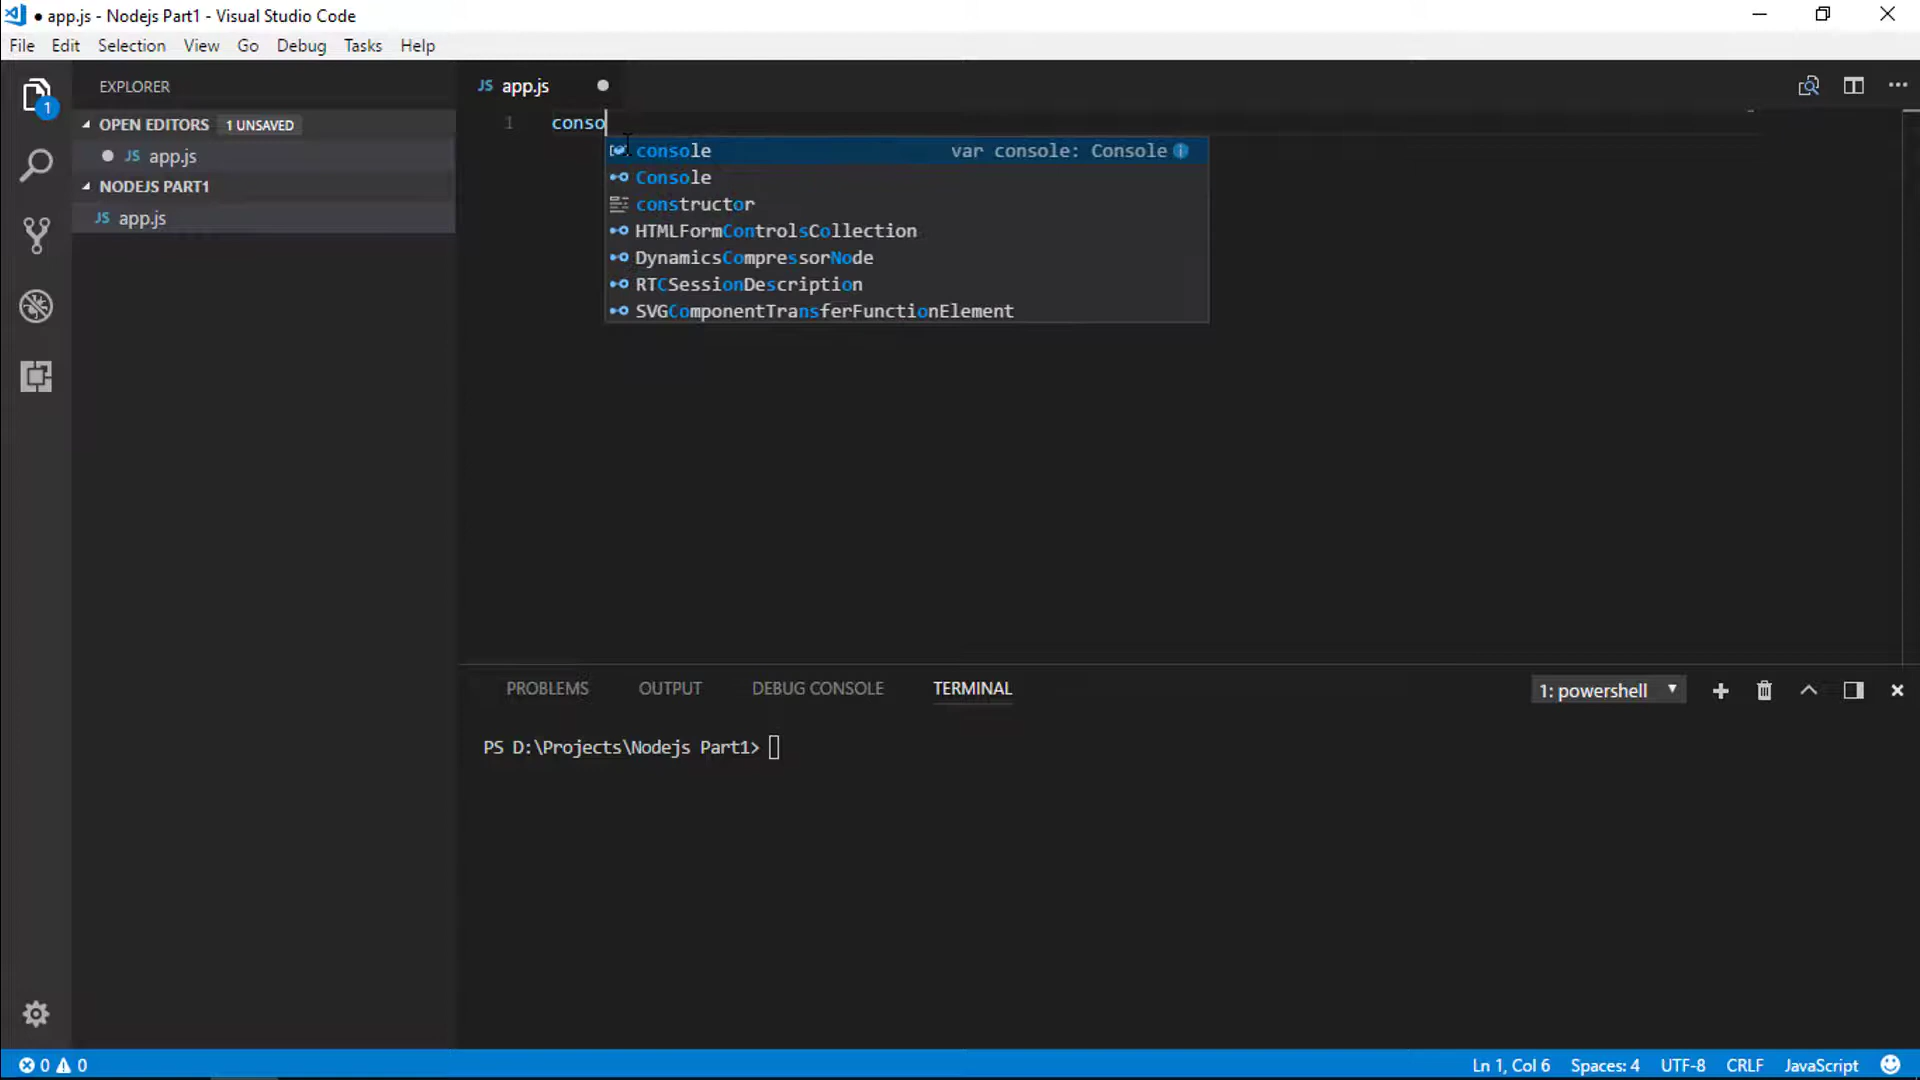 ● app.js - Nodejs Part1 - Visual Studio Code
File Edit Selection View Go Debug Tasks Help
1
EXPLORER
OPEN EDITORS 1 UNSAVED
JS app.js
NODEJS PART1
JS app.js
JS app.js
1 conso
console var console: Console
Console
constructor
HTMLFormControlsCollection
DynamicsCompressorNode
RTCSessionDescription
SVGComponentTransferFunctionElement
PROBLEMS OUTPUT DEBUG CONSOLE TERMINAL 1: powershell
PS D:\Projects\Nodejs Part1>
0 0 Ln 1, Col 6 Spaces: 4 UTF-8 CRLF JavaScript